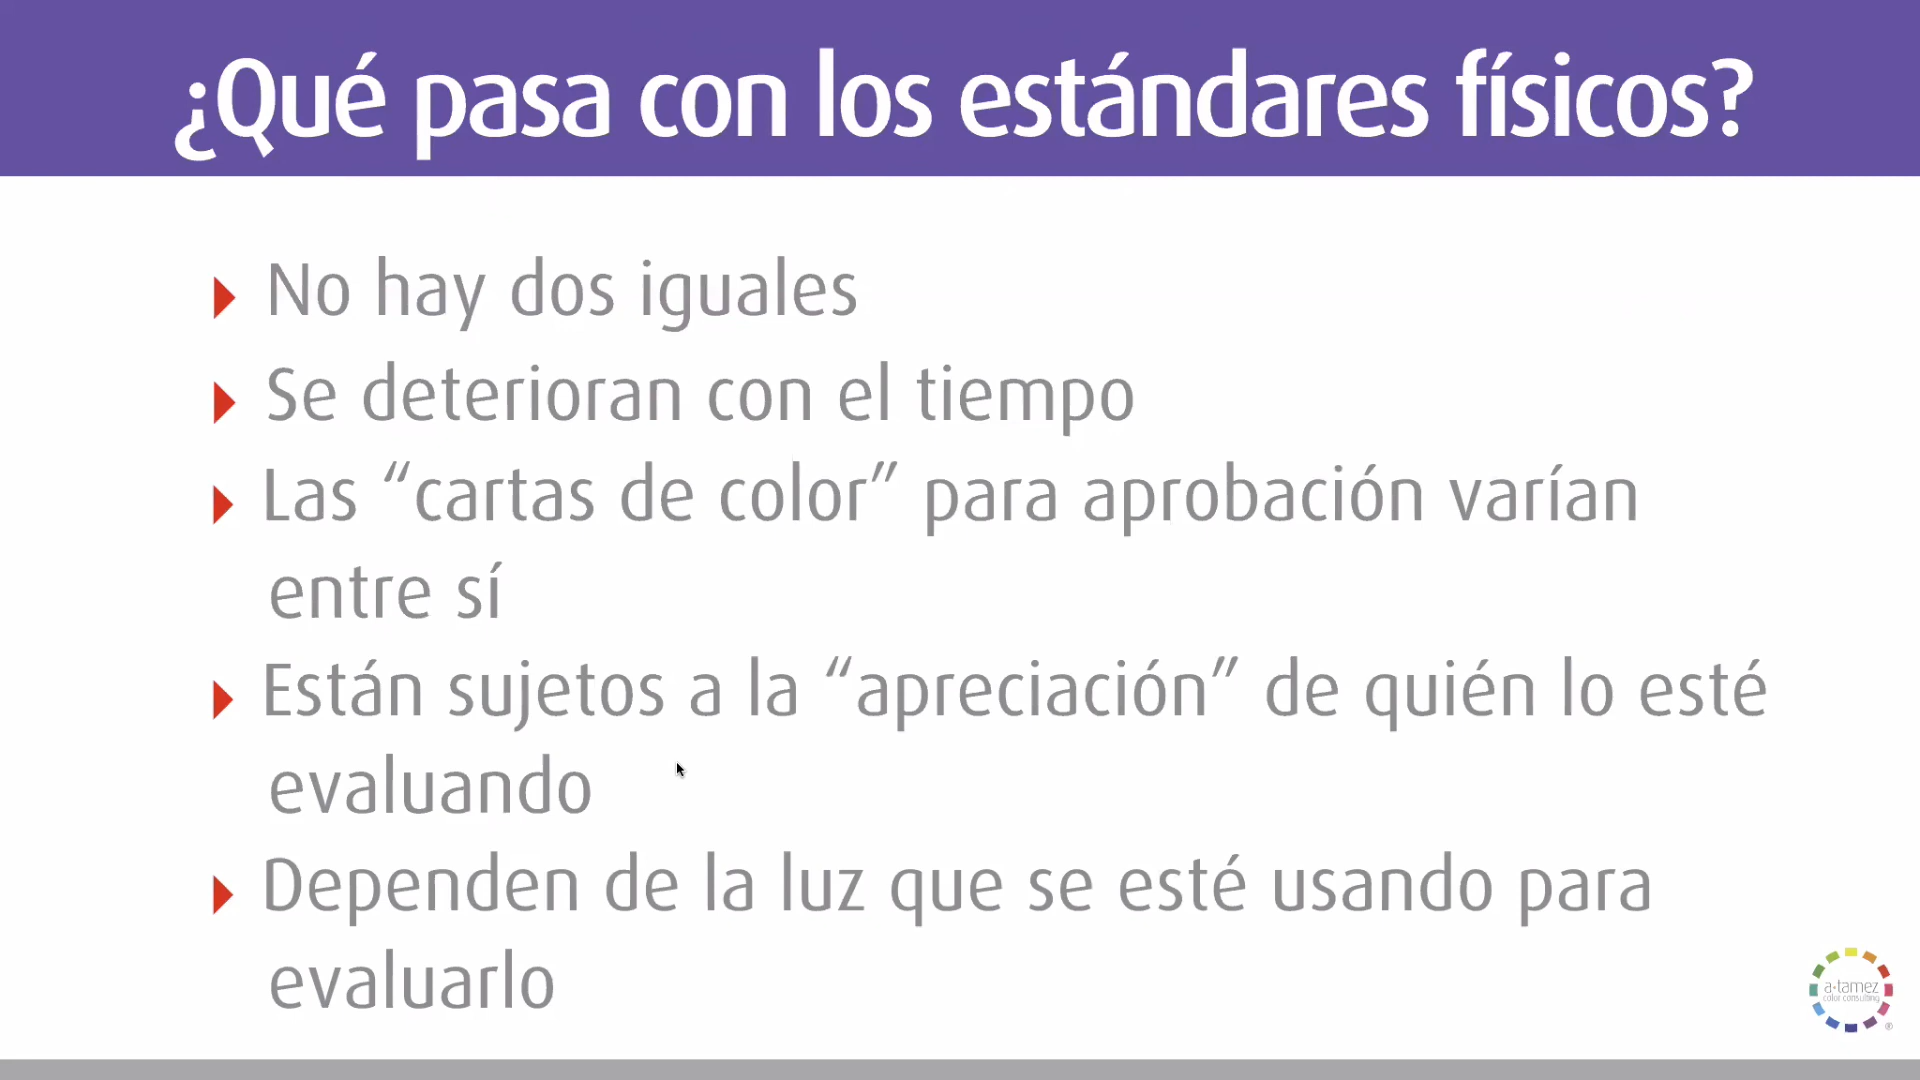 ¿Qué pasa con los estándares físicos?
No hay dos iguales
Se deterioran con el tiempo
Las “cartas de color” para aprobación varían
entre sí
Están sujetos a la “apreciación” de quién lo esté
evaluando
Dependen de la luz que se esté usando para
evaluarlo
a·tamez
color consulting
®